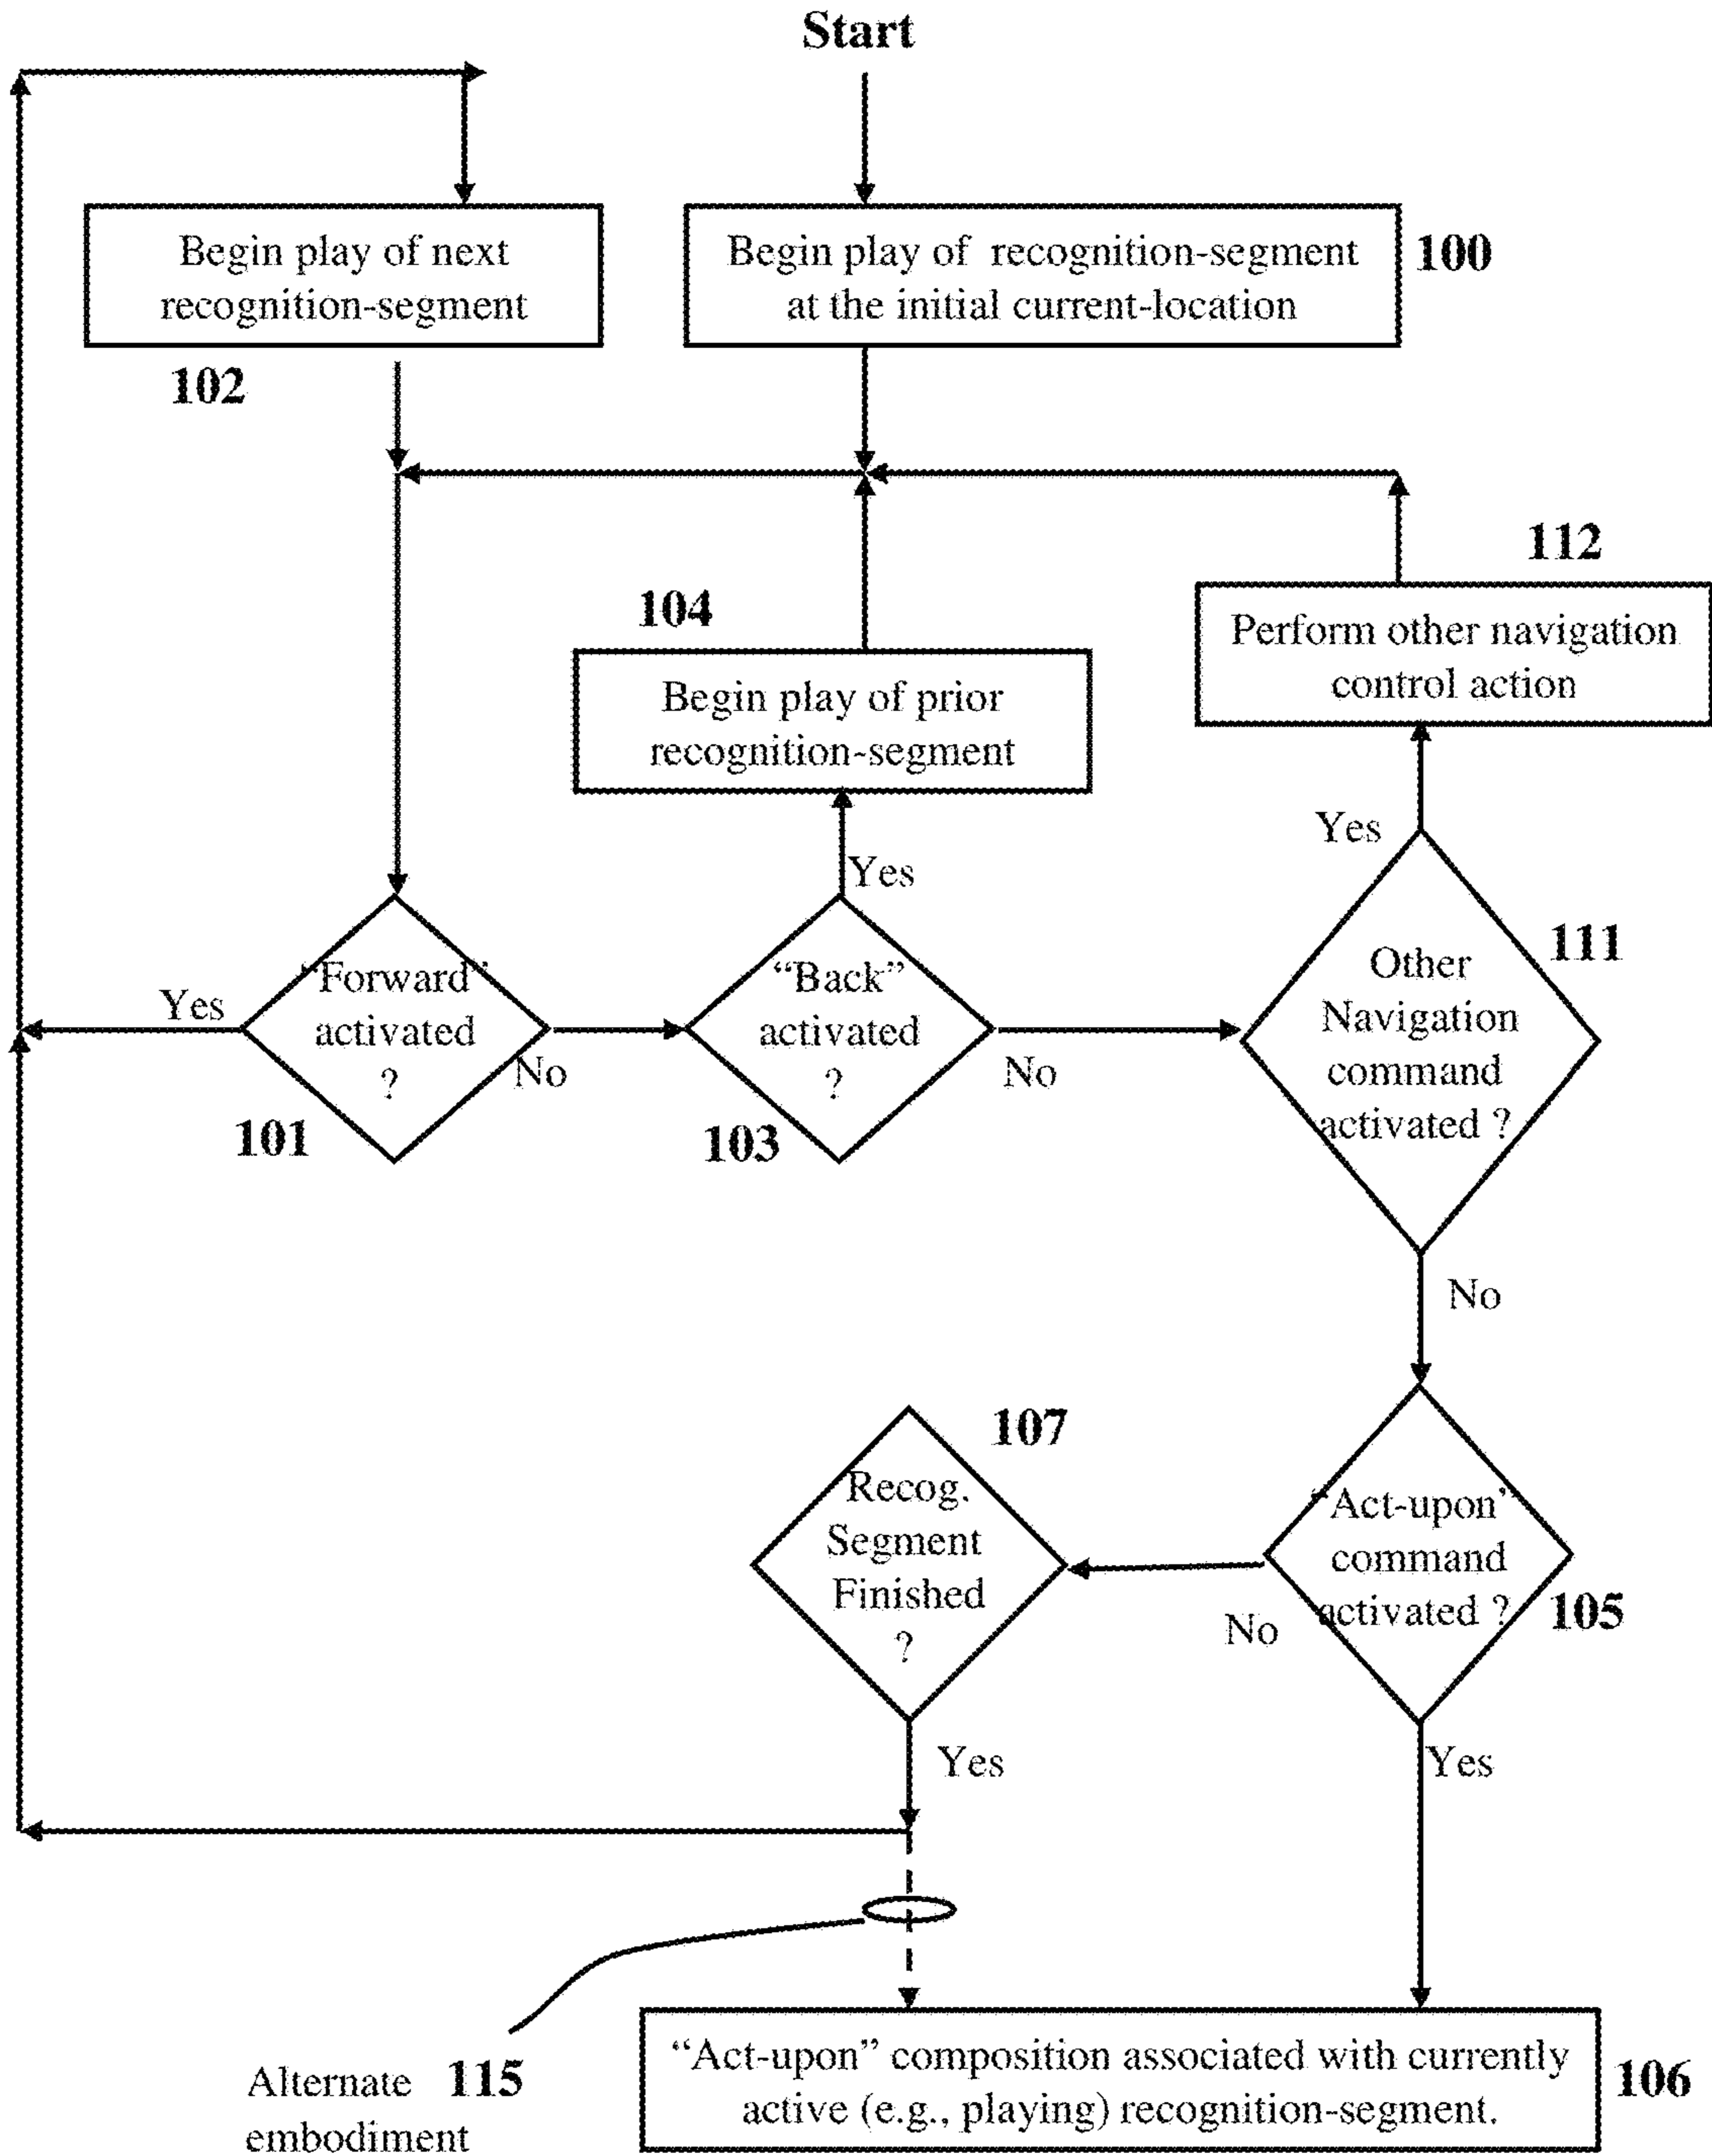 Start
Begin play of next
recognition-segment
102
Begin play of recognition-segment
at the initial current-location
100
112
Perform other navigation
control action
104
Begin play of prior
recognition-segment
Yes
Yes
Yes
"Forward"
activated
?
No
101
"Back"
activated
?
No
103
111
Other
Navigation
command
activated ?
No
107
Recog.
Segment
Finished
?
Yes
"Act-upon"
command
activated ?
105
No
Yes
Alternate 115
embodiment
"Act-upon" composition associated with currently
active (e.g., playing) recognition-segment.
106